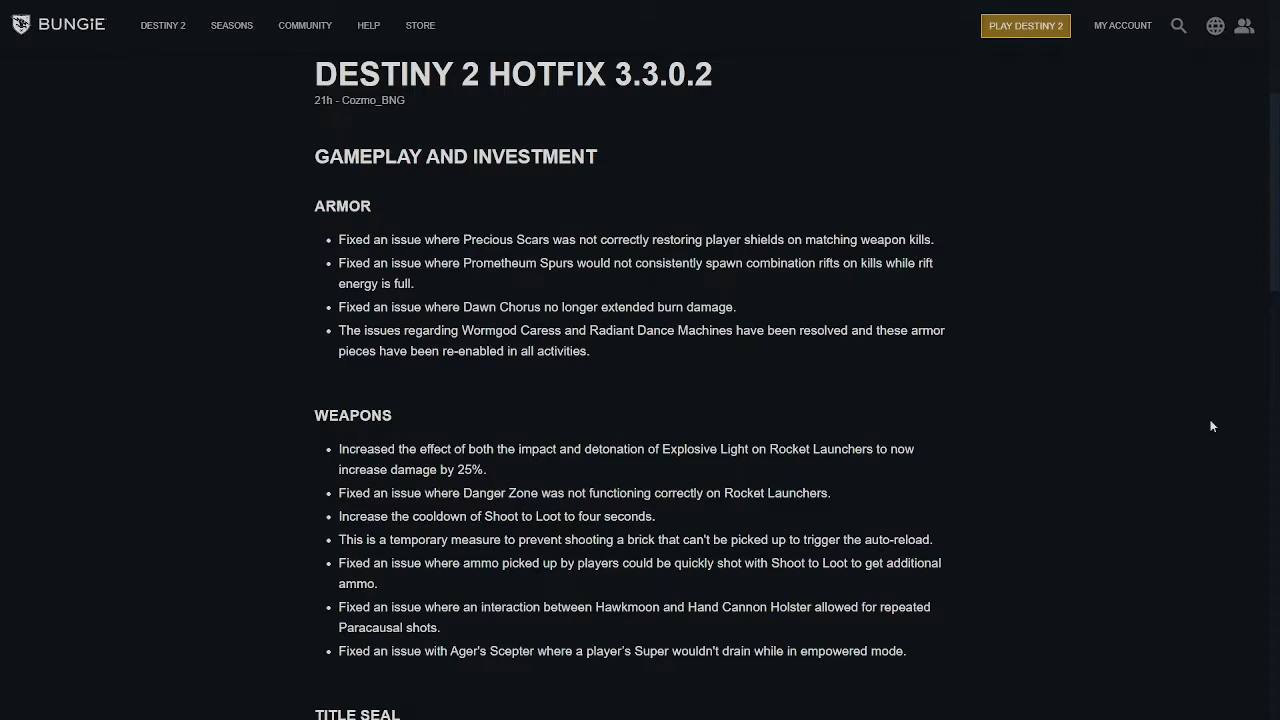 BUNGiE
DESTINY 2
SEASONS
COMMUNITY
HELP
STORE
PLAY DESTINY 2
MY ACCOUNT
DESTINY 2 HOTFIX 3.3.0.2
21h - Cozmo_BNG
GAMEPLAY AND INVESTMENT
ARMOR
• Fixed an issue where Precious Scars was not correctly restoring player shields on matching weapon kills.
• Fixed an issue where Prometheum Spurs would not consistently spawn combination rifts on kills while rift
energy is full.
• Fixed an issue where Dawn Chorus no longer extended burn damage.
• The issues regarding Wormgod Caress and Radiant Dance Machines have been resolved and these armor
pieces have been re-enabled in all activities.
WEAPONS
• Increased the effect of both the impact and detonation of Explosive Light on Rocket Launchers to now
increase damage by 25%.
• Fixed an issue where Danger Zone was not functioning correctly on Rocket Launchers.
• Increase the cooldown of Shoot to Loot to four seconds.
• This is a temporary measure to prevent shooting a brick that can't be picked up to trigger the auto-reload.
• Fixed an issue where ammo picked up by players could be quickly shot with Shoot to Loot to get additional
ammo.
• Fixed an issue where an interaction between Hawkmoon and Hand Cannon Holster allowed for repeated
Paracausal shots.
• Fixed an issue with Ager's Scepter where a player’s Super wouldn't drain while in empowered mode.
TITLE SEAL